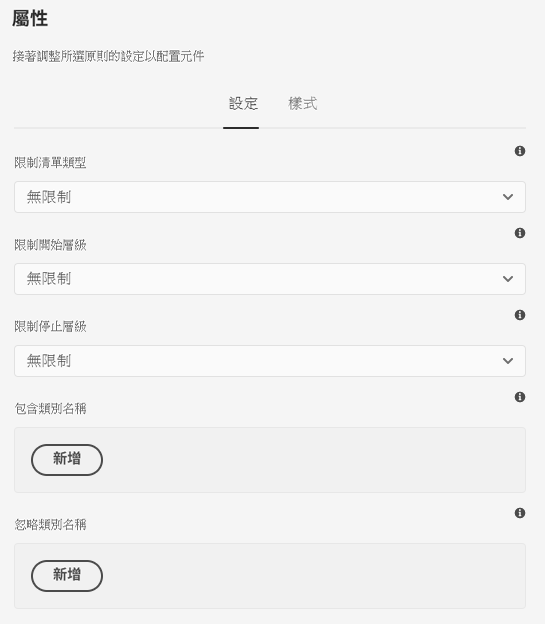 屬性
接著調整所選原則的設定以配置元件
設定 樣式
限制清單類型
無限制
限制開始層級
無限制
限制停止層級
無限制
包含類別名稱
新增
忽略類別名稱
新增